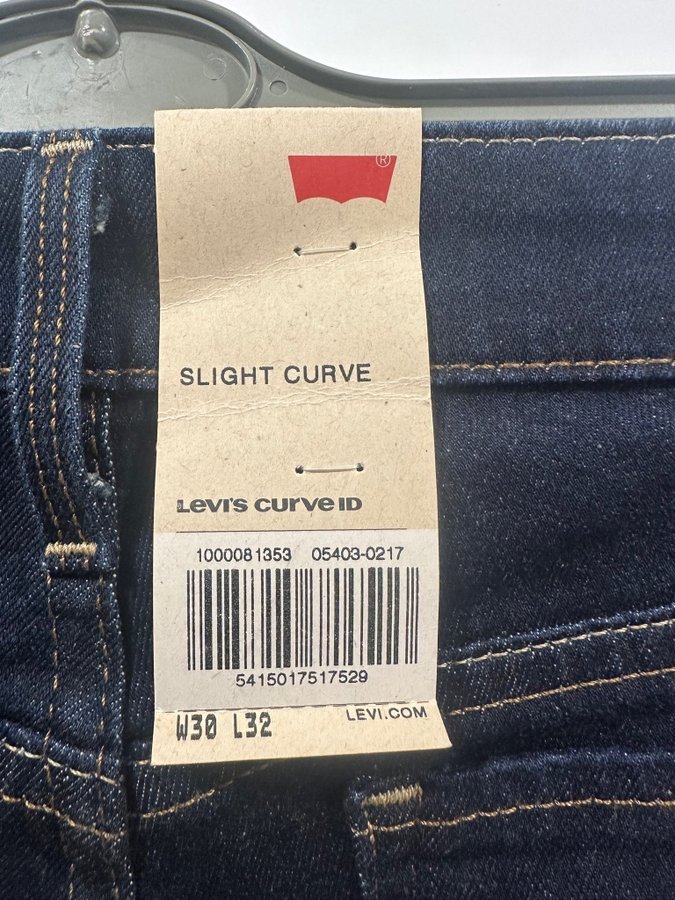 ®
SLIGHT CURVE
LEVI'S CURVE ID
1000081353 05403-0217
5415017517529
W30 L32
LEVI.COM